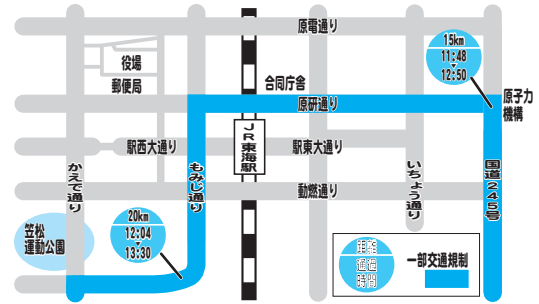 原電通り
15km
11:48
12:50
役場
郵便局
合同庁舎
原研通り
原子力
機構
JR東海駅
駅西大通り
駅東大通り
かえで通り
もみじ通り
いちょう通り
国道245号
動燃通り
20km
12:04
13:30
笠松
運動公園
距離
通過
時間
一部交通規制